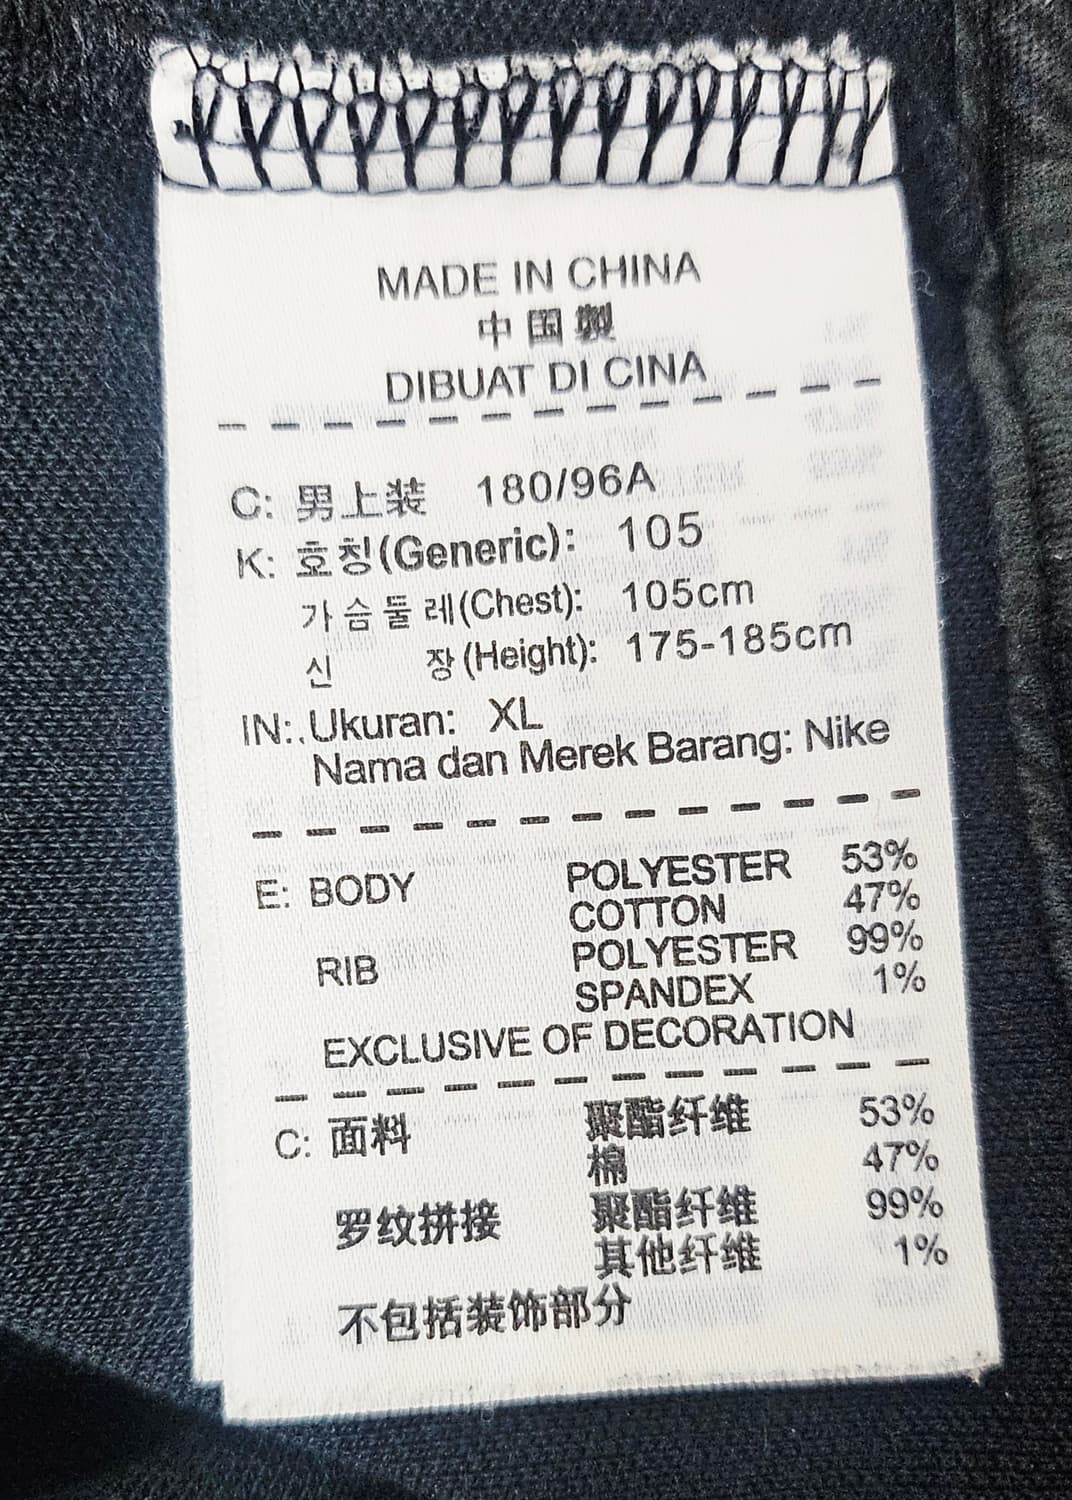 MADE IN CHINA
中国製
DIBUAT DI CINA
C: 男上装 180/96A
K: 호칭(Generic): 105
가슴둘레(Chest): 105cm
신 장(Height): 175-185cm
IN:.Ukuran: XL
Nama dan Merek Barang: Nike
E: BODY POLYESTER 53%
COTTON 47%
RIB POLYESTER 99%
SPANDEX 1%
EXCLUSIVE OF DECORATION
C: 面料 聚酯纤维 53%
棉 47%
罗纹拼接 聚酯纤维 99%
其他纤维 1%
不包括装饰部分